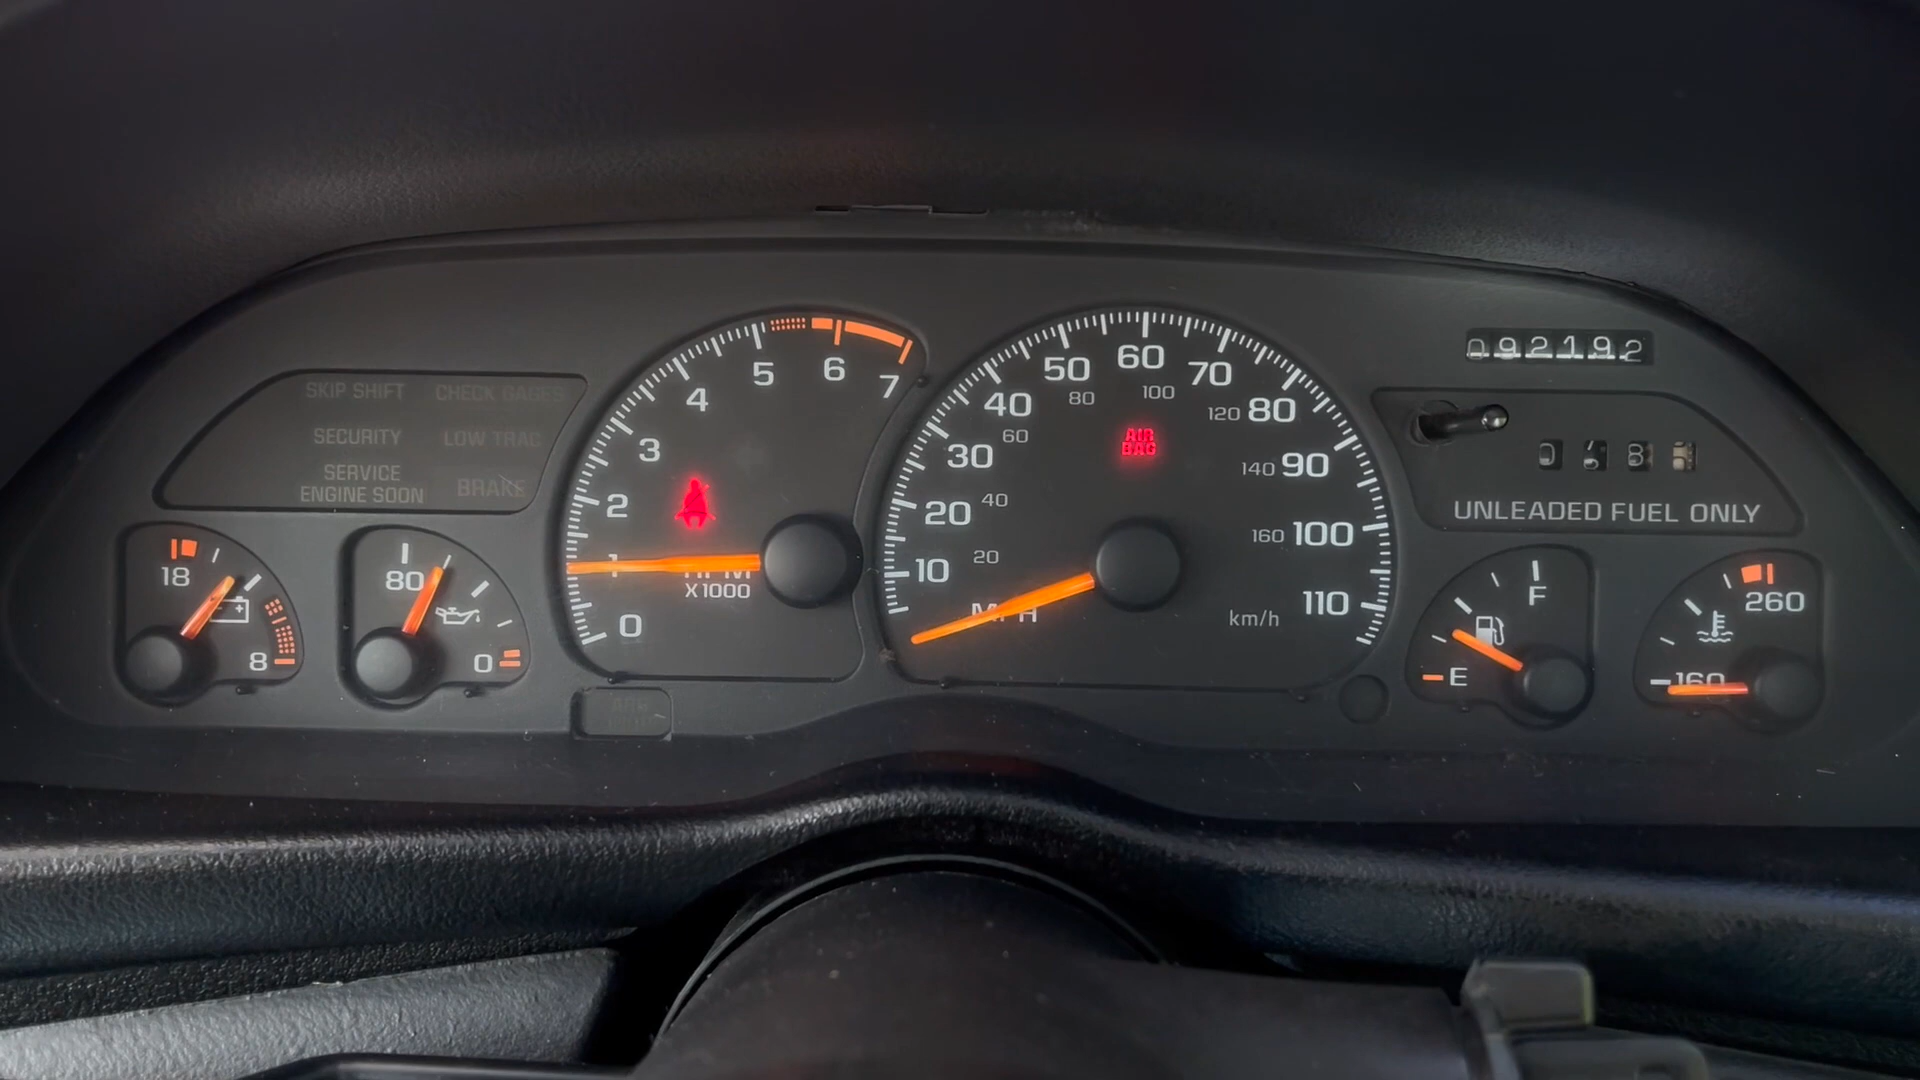 SKIP SHIFT CHECK GAGES
SECURITY LOW TRAC
SERVICE
ENGINE SOON
BRAKE
18
8
80
0
0
1
2
3
4
5
6
7
RPM
X1000
10
20
30
40
50
60
70
80
90
100
110
20
40
60
80
100
120
140
160
MPH
km/h
AIR
BAG
092192
UNLEADED FUEL ONLY
F
E
260
160